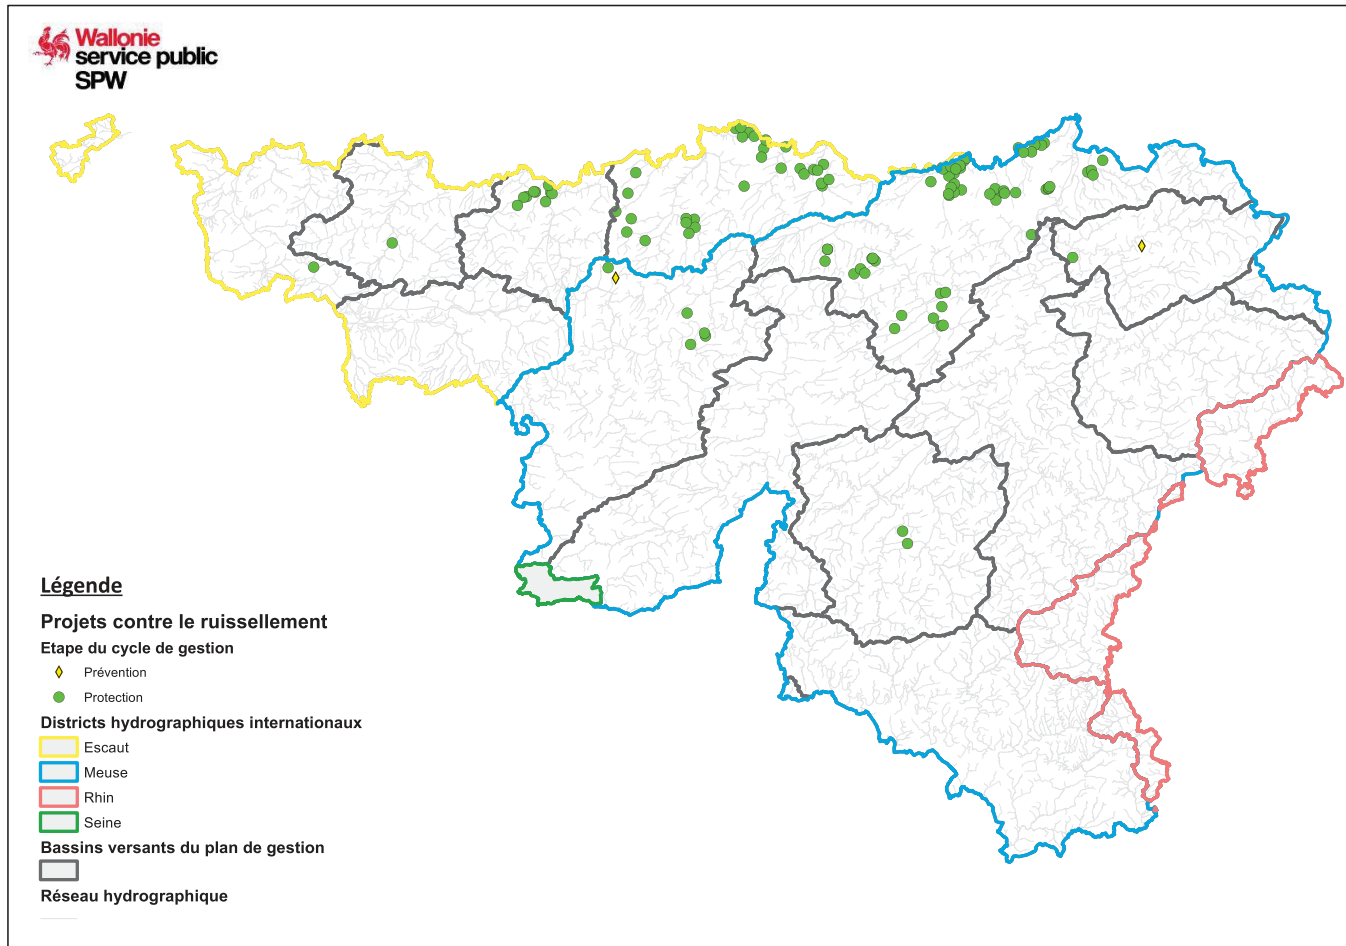 Wallonie
service public
SPW
Légende
Projets contre le ruissellement
Etape du cycle de gestion
Prévention
Protection
Districts hydrographiques internationaux
Escaut
Meuse
Rhin
Seine
Bassins versants du plan de gestion
Réseau hydrographique